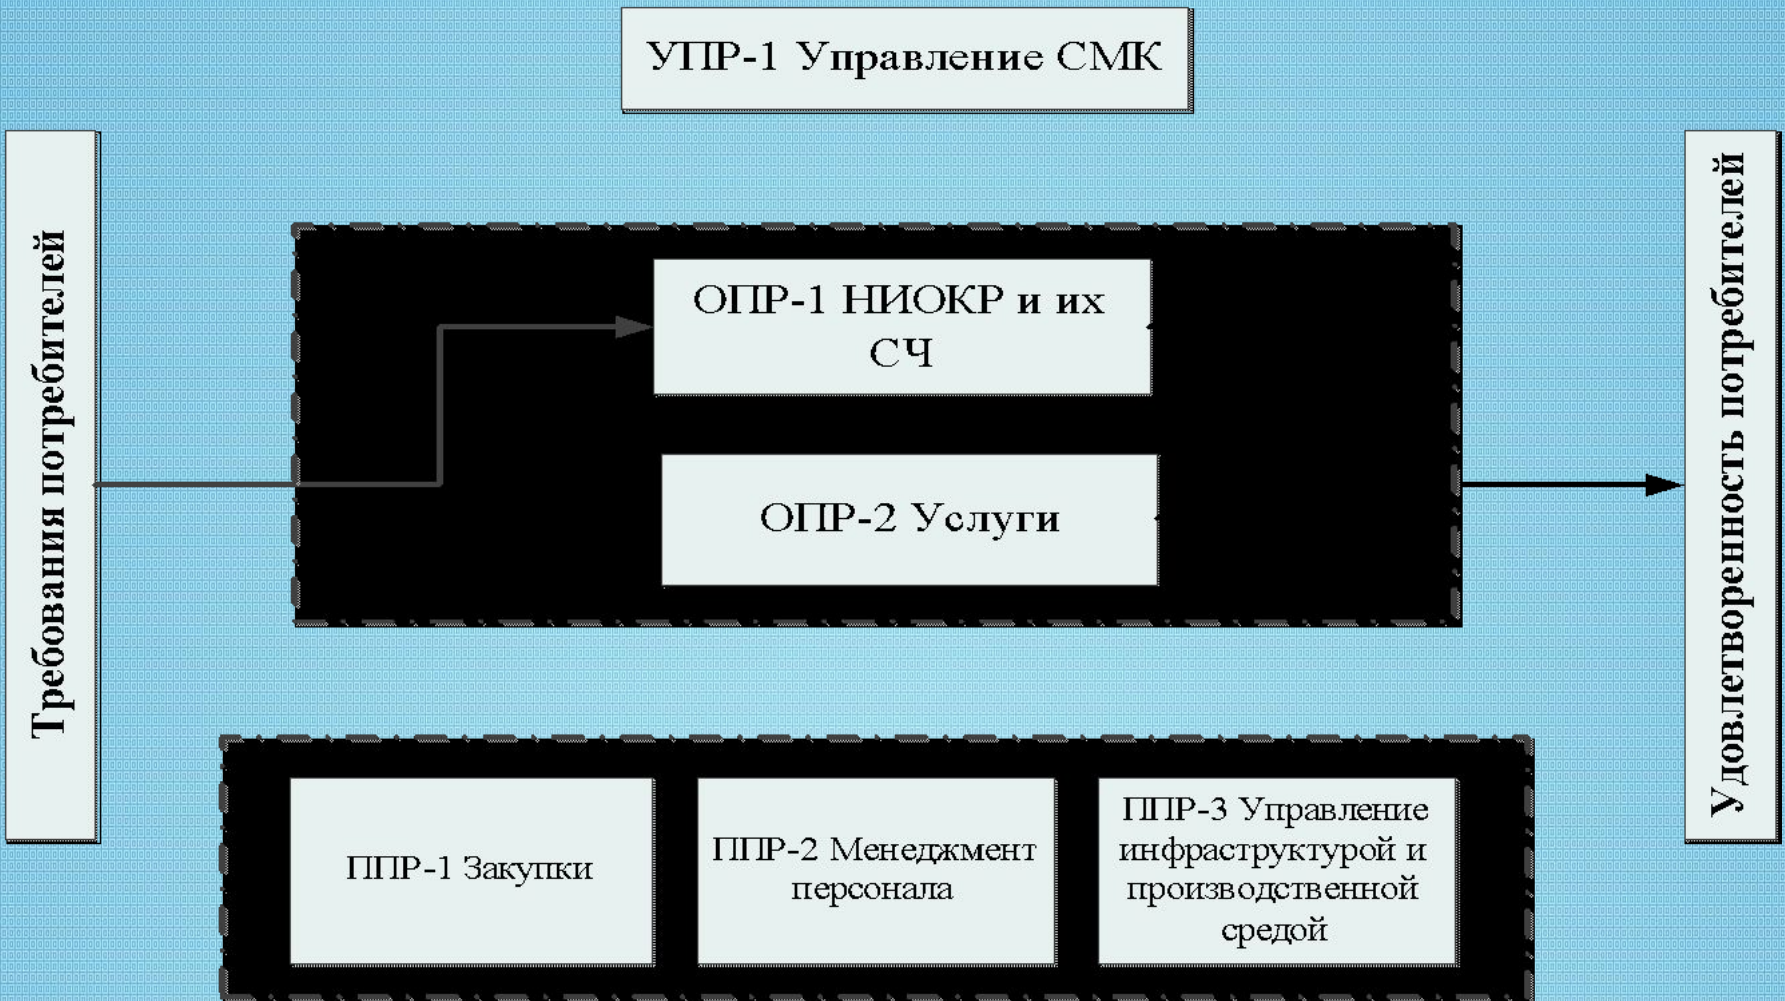 УПР-1 Управление СМК
Требования потребителей
ОПР-1 НИОКР и их
СЧ
ОПР-2 Услуги
Удовлетворенность потребителей
ППР-1 Закупки
ППР-2 Менеджмент
персонала
ППР-3 Управление
инфраструктурой и
производственной
средой